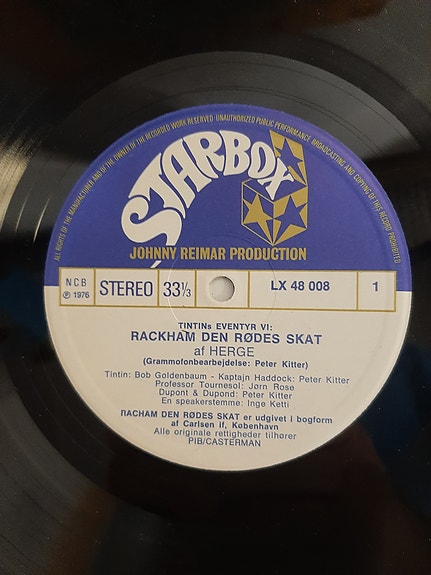 ALL RIGHTS OF THE MANUFACTURER AND OF THE OWNER OF THE RECORDED WORK RESERVED · UNAUTHORIZED PUBLIC PERFORMANCE, BROADCASTING AND COPYING OF THIS RECORD PROHIBITED
STARBOX
JOHNNY REIMAR PRODUCTION
NCB
℗ 1976
STEREO
33⅓
LX 48 008
1
TINTINs EVENTYR VI:
RACKHAM DEN RØDES SKAT
af HERGE
(Grammofonbearbejdelse: Peter Kitter)
Tintin: Bob Goldenbaum - Kaptajn Haddock: Peter Kitter
Professor Tournesol: Jørn Rose
Dupont & Dupond: Peter Kitter
En speakerstemme: Inge Ketti
RACHAM DEN RØDES SKAT er udgivet i bogform
af Carlsen if, København
Alle originale rettigheder tilhører
PIB/CASTERMAN